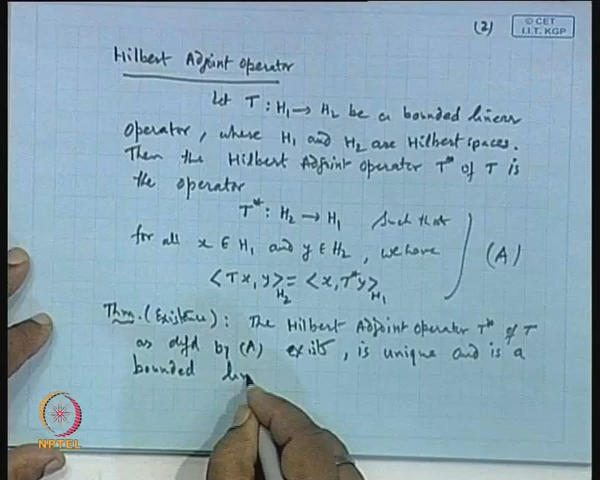 (2)
© CET
I.I.T. KGP
Hilbert Adjoint Operator
Let T : H₁ → H₂ be a bounded linear
operator, where H₁ and H₂ are Hilbert spaces.
Then the Hilbert Adjoint operator T* of T is
the operator
T* : H₂ → H₁ such that
for all x ∈ H₁ and y ∈ H₂, we have
(A)
⟨Tx, y⟩_H₂ = ⟨x, T*y⟩_H₁
Thm. (Existence) : The Hilbert Adjoint operator T* of T
as dfd by (A) exists, is unique and is a
bounded lin
NPTEL